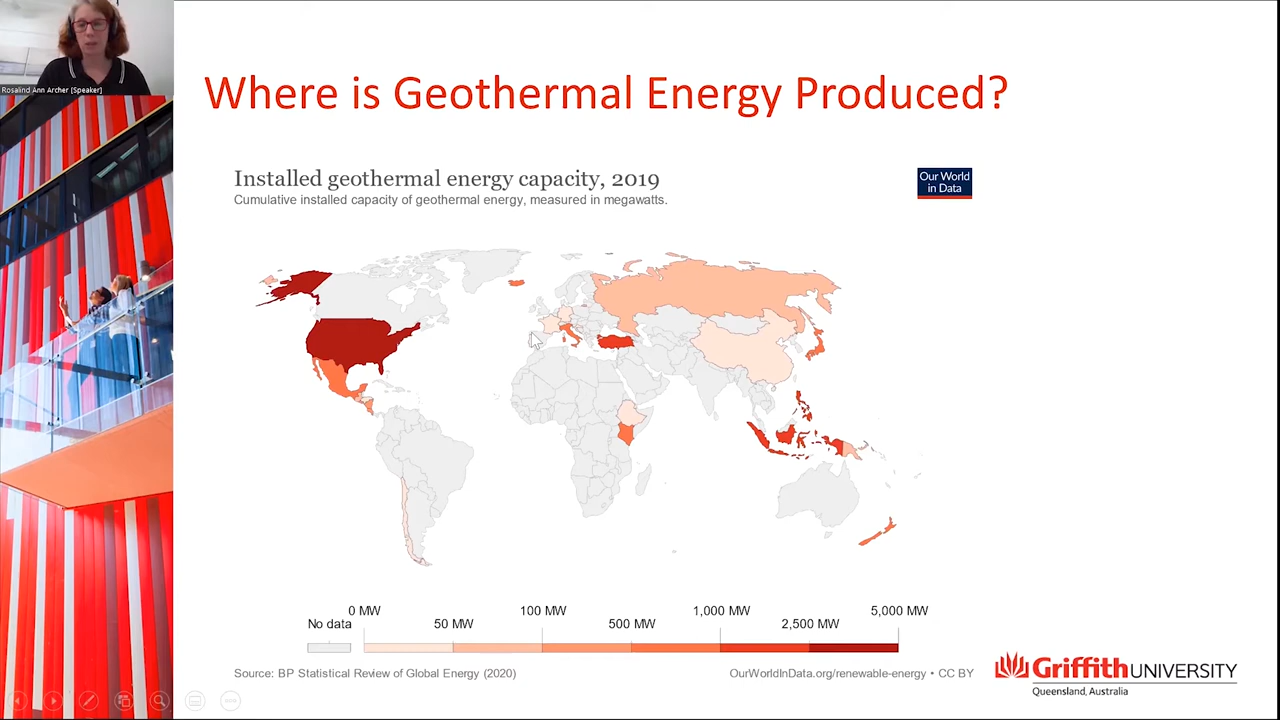 Rosalind Ann Archer [Speaker]
Where is Geothermal Energy Produced?
Installed geothermal energy capacity, 2019
Cumulative installed capacity of geothermal energy, measured in megawatts.
Our World
in Data
No data
0 MW
50 MW
100 MW
500 MW
1,000 MW
2,500 MW
5,000 MW
Source: BP Statistical Review of Global Energy (2020)
OurWorldInData.org/renewable-energy • CC BY
Griffith UNIVERSITY
Queensland, Australia